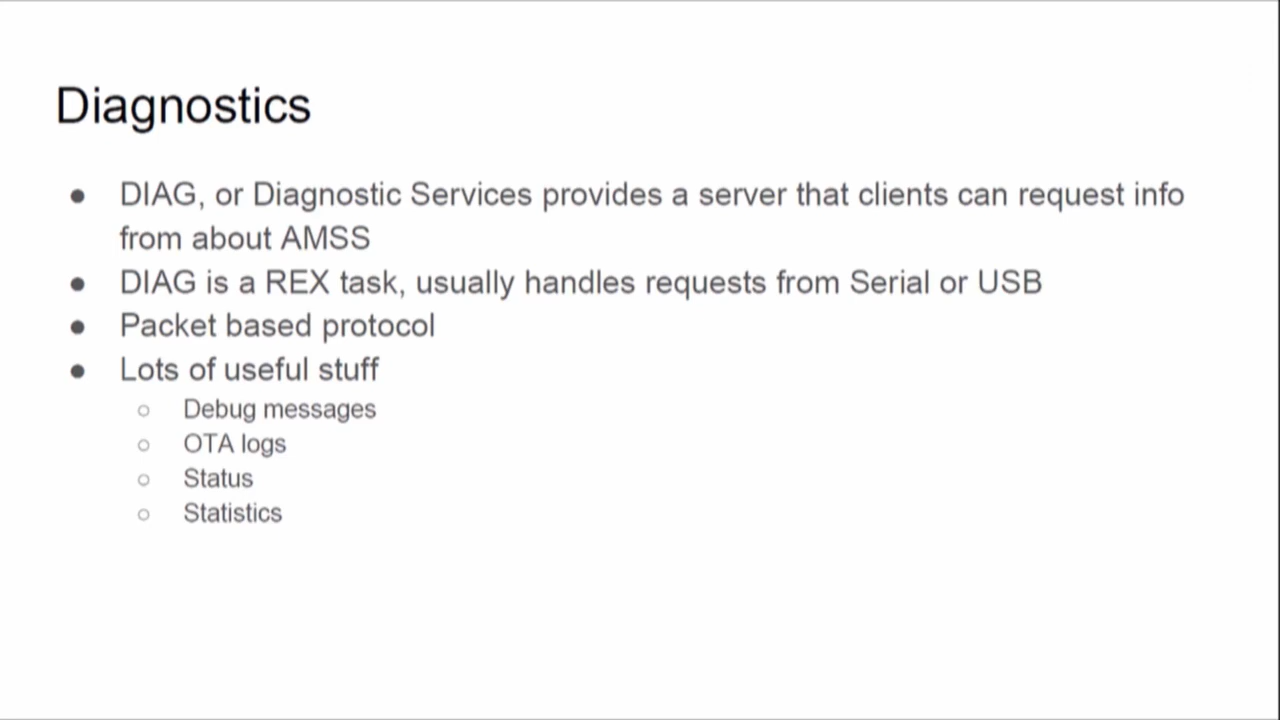 Diagnostics
● DIAG, or Diagnostic Services provides a server that clients can request info
from about AMSS
● DIAG is a REX task, usually handles requests from Serial or USB
● Packet based protocol
● Lots of useful stuff
○ Debug messages
○ OTA logs
○ Status
○ Statistics